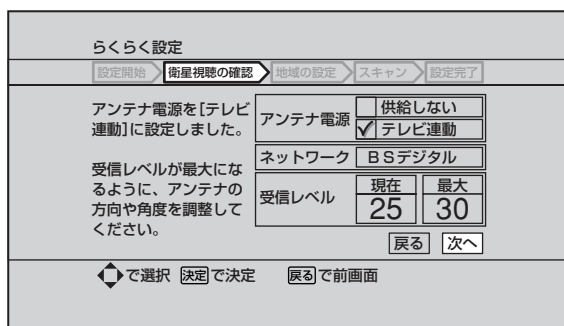 らくらく設定
設定開始 衛星視聴の確認 地域の設定 スキャン 設定完了
アンテナ電源を[テレビ
連動]に設定しました。
受信レベルが最大にな
るように、アンテナの
方向や角度を調整して
ください。
アンテナ電源 供給しない
テレビ連動
ネットワーク BSデジタル
受信レベル 現在 最大
25 30
戻る 次へ
で選択 決定で決定 戻るで前画面